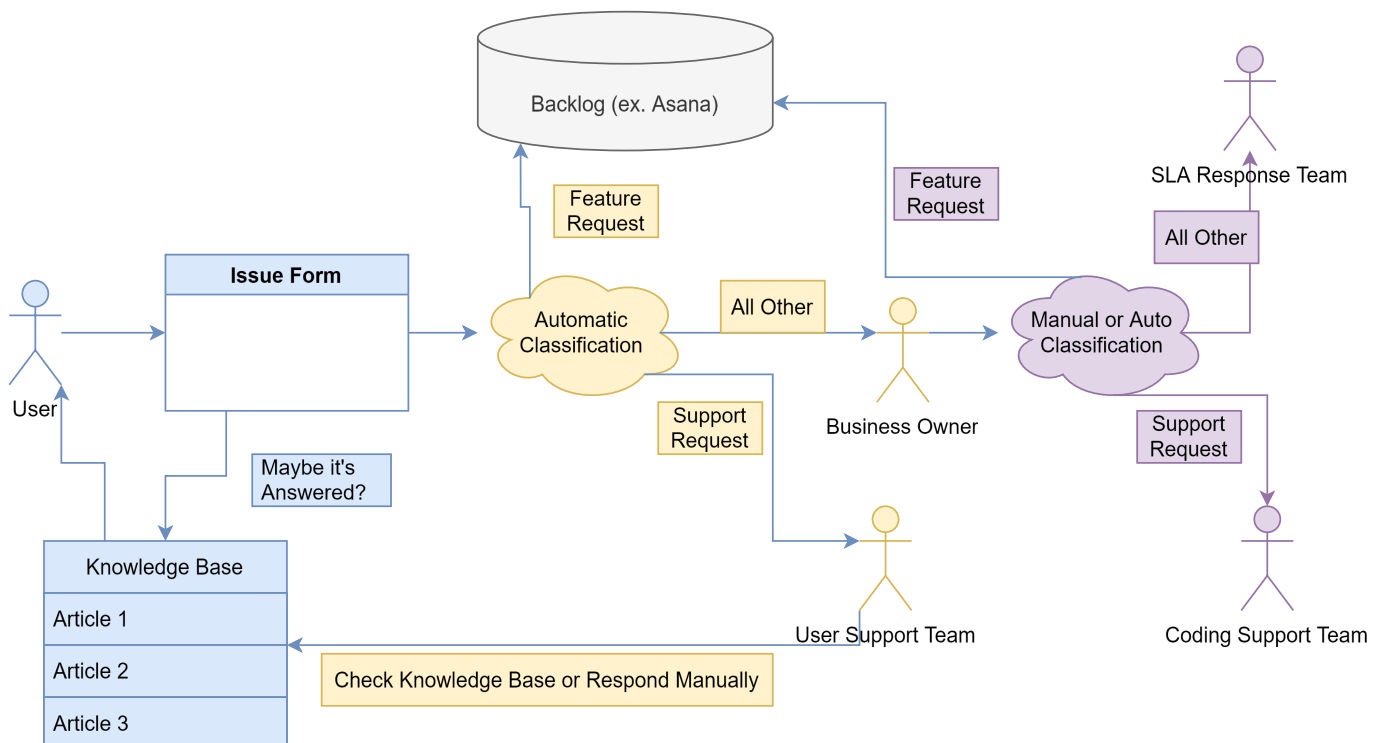 Backlog (ex. Asana)
SLA Response Team
Feature
Request
Feature
Request
All Other
Issue Form
All Other
Automatic
Classification
Manual or Auto
Classification
User
Support
Request
Business Owner
Support
Request
Maybe it's
Answered?
Knowledge Base
Article 1
User Support Team
Coding Support Team
Article 2
Check Knowledge Base or Respond Manually
Article 3